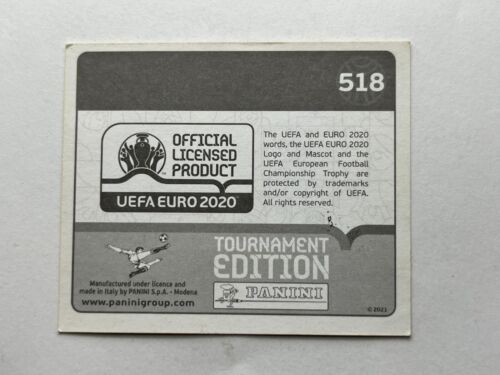 518
OFFICIAL
LICENSED
PRODUCT
TM
UEFA EURO 2020
The UEFA and EURO 2020
words, the UEFA EURO 2020
Logo and Mascot and the
UEFA European Football
Championship Trophy are
protected by trademarks
and/or copyright of UEFA.
All rights reserved.
TOURNAMENT
EDITION
PANINI
Manufactured under licence and
made in Italy by PANINI S.p.A. - Modena
www.paninigroup.com
© 2021